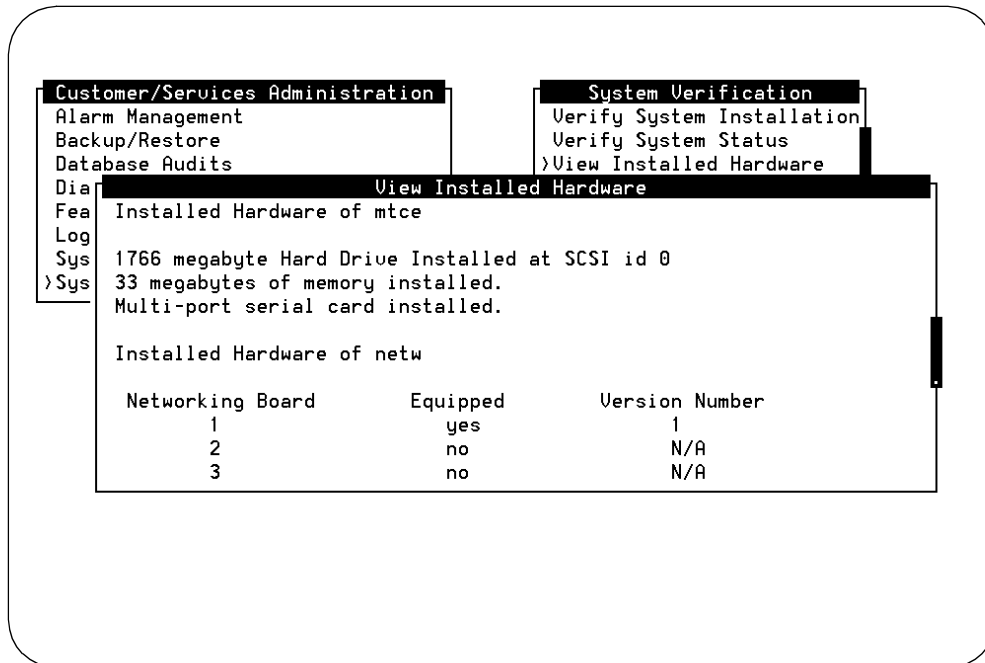 Customer/Services Administration
Alarm Management
Backup/Restore
Database Audits
Dia
Fea
Log
Sys
>Sys
System Verification
Verify System Installation
Verify System Status
>View Installed Hardware
View Installed Hardware
Installed Hardware of mtce
1766 megabyte Hard Drive Installed at SCSI id 0
33 megabytes of memory installed.
Multi-port serial card installed.
Installed Hardware of netw
Networking Board Equipped Version Number
1 yes 1
2 no N/A
3 no N/A